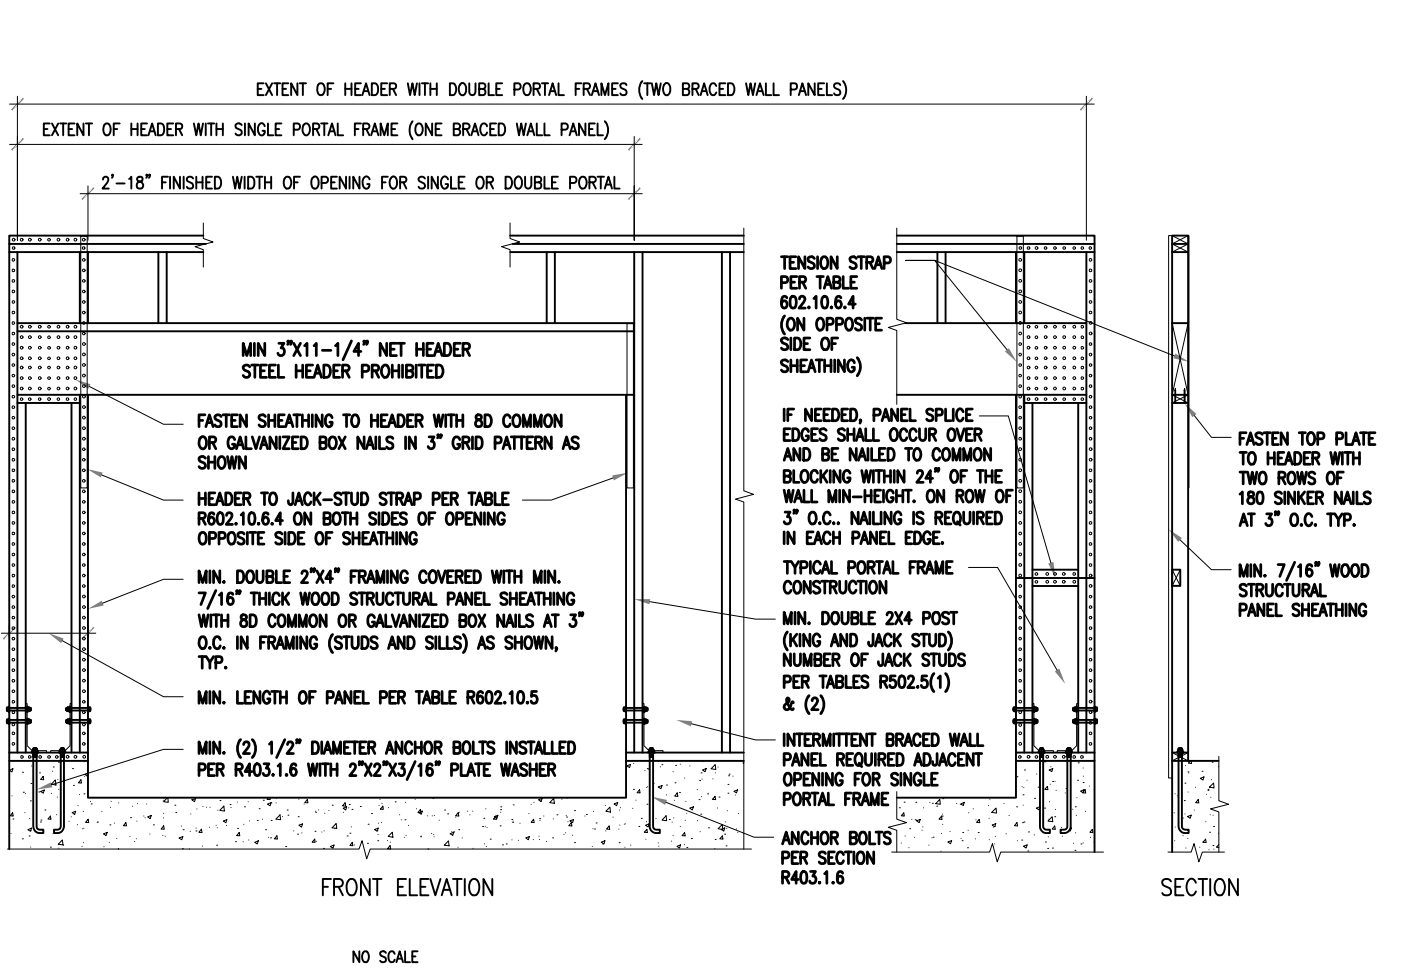 EXTENT OF HEADER WITH DOUBLE PORTAL FRAMES (TWO BRACED WALL PANELS)
EXTENT OF HEADER WITH SINGLE PORTAL FRAME (ONE BRACED WALL PANEL)
2'-18" FINISHED WIDTH OF OPENING FOR SINGLE OR DOUBLE PORTAL
MIN 3"X11-1/4" NET HEADER
STEEL HEADER PROHIBITED
FASTEN SHEATHING TO HEADER WITH 8D COMMON
OR GALVANIZED BOX NAILS IN 3" GRID PATTERN AS
SHOWN
HEADER TO JACK-STUD STRAP PER TABLE
R602.10.6.4 ON BOTH SIDES OF OPENING
OPPOSITE SIDE OF SHEATHING
MIN. DOUBLE 2"X4" FRAMING COVERED WITH MIN.
7/16" THICK WOOD STRUCTURAL PANEL SHEATHING
WITH 8D COMMON OR GALVANIZED BOX NAILS AT 3"
O.C. IN FRAMING (STUDS AND SILLS) AS SHOWN,
TYP.
MIN. LENGTH OF PANEL PER TABLE R602.10.5
MIN. (2) 1/2" DIAMETER ANCHOR BOLTS INSTALLED
PER R403.1.6 WITH 2"X2"X3/16" PLATE WASHER
TENSION STRAP
PER TABLE
602.10.6.4
(ON OPPOSITE
SIDE OF
SHEATHING)
IF NEEDED, PANEL SPLICE
EDGES SHALL OCCUR OVER
AND BE NAILED TO COMMON
BLOCKING WITHIN 24" OF THE
WALL MIN-HEIGHT. ON ROW OF
3" O.C.. NAILING IS REQUIRED
IN EACH PANEL EDGE.
TYPICAL PORTAL FRAME
CONSTRUCTION
MIN. DOUBLE 2X4 POST
(KING AND JACK STUD)
NUMBER OF JACK STUDS
PER TABLES R502.5(1)
& (2)
INTERMITTENT BRACED WALL
PANEL REQUIRED ADJACENT
OPENING FOR SINGLE
PORTAL FRAME
ANCHOR BOLTS
PER SECTION
R403.1.6
FASTEN TOP PLATE
TO HEADER WITH
TWO ROWS OF
180 SINKER NAILS
AT 3" O.C. TYP.
MIN. 7/16" WOOD
STRUCTURAL
PANEL SHEATHING
FRONT ELEVATION
SECTION
NO SCALE